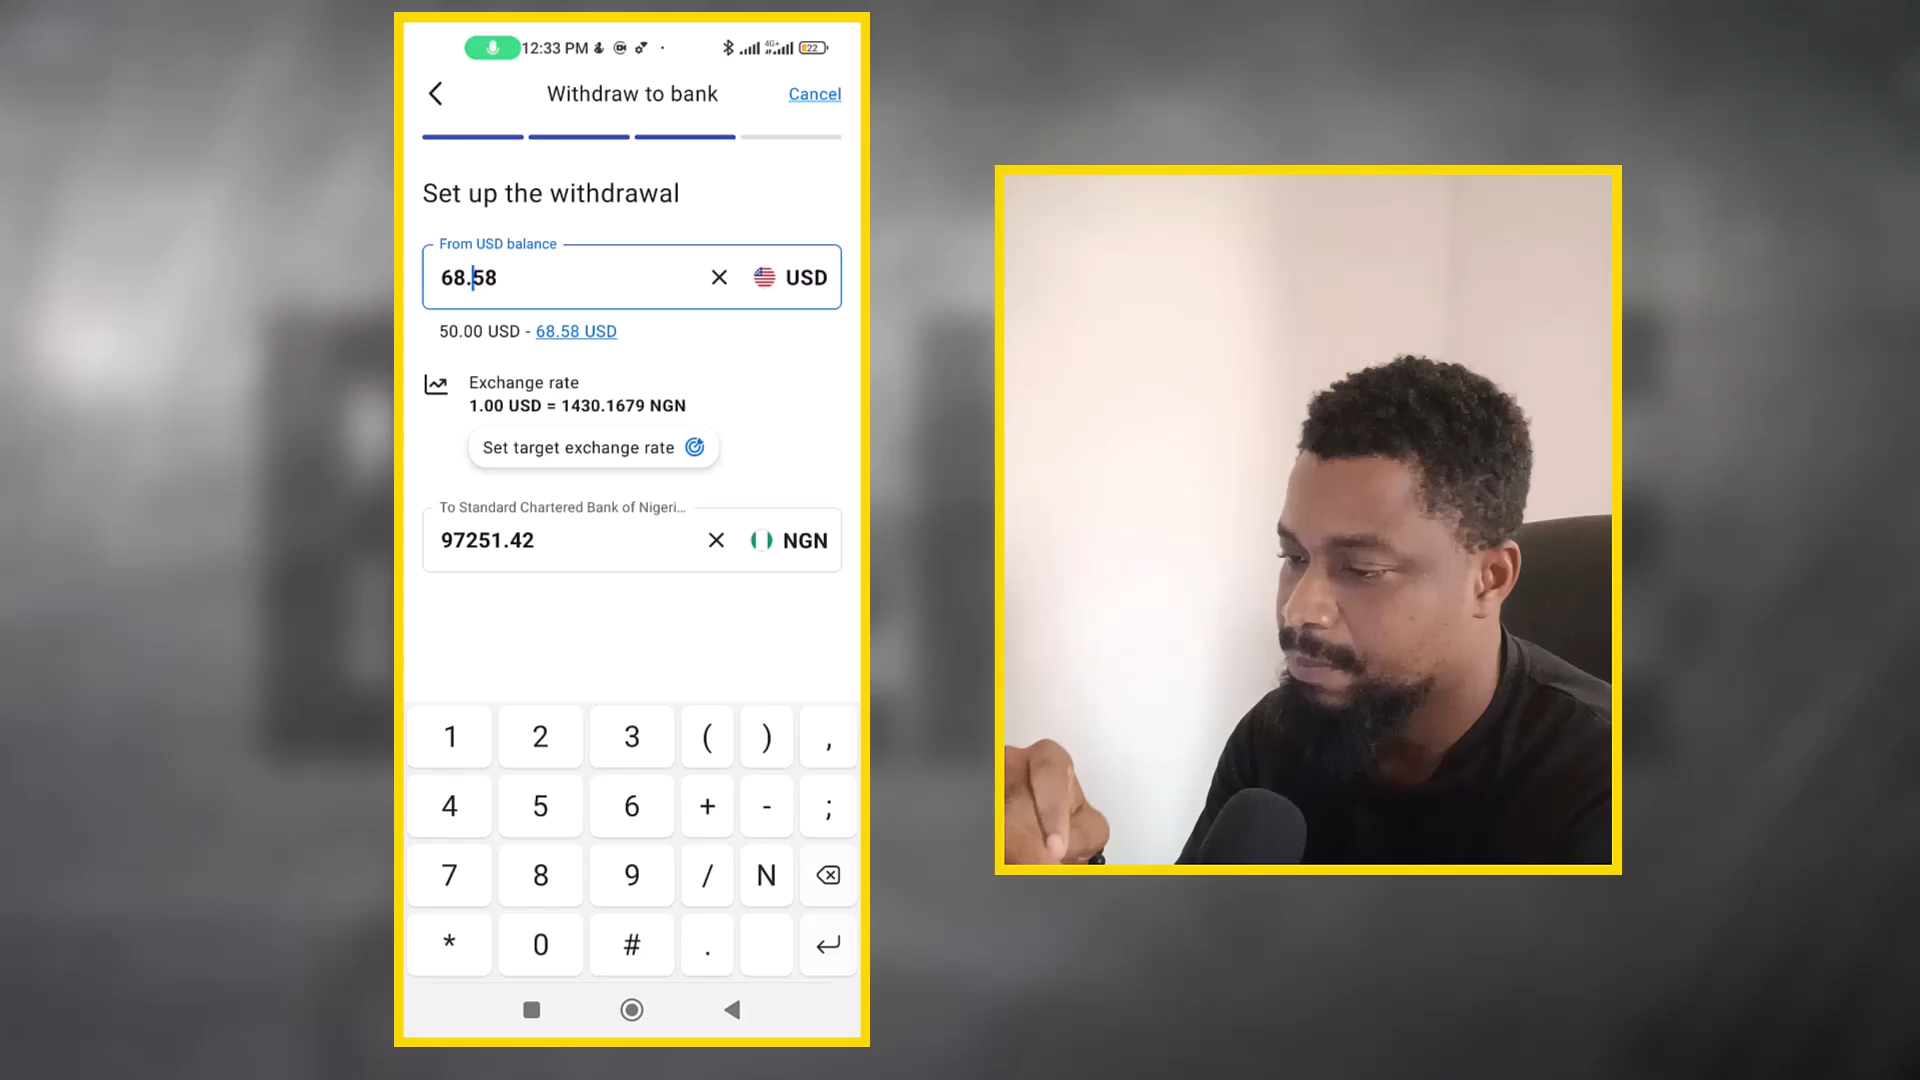 12:33 PM
4G+
22
Withdraw to bank
Cancel
Set up the withdrawal
From USD balance
68.58
USD
50.00 USD - 68.58 USD
Exchange rate
1.00 USD = 1430.1679 NGN
Set target exchange rate
To Standard Chartered Bank of Nigeri...
97251.42
NGN
1 2 3 ( ) ,
4 5 6 + - ;
7 8 9 / N
* 0 # .